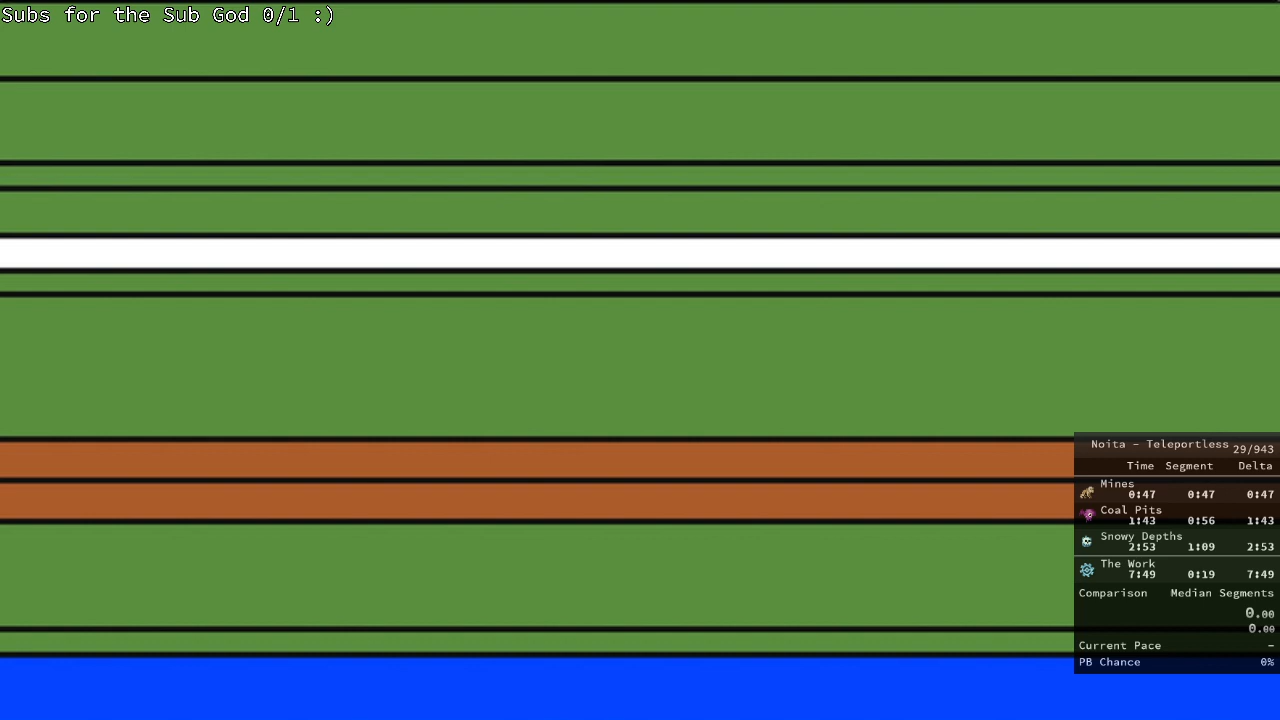 Subs for the Sub God 0/1 :)
Noita - Teleportless 29/943
Time Segment Delta
Mines
0:47 0:47 0:47
Coal Pits
1:43 0:56 1:43
Snowy Depths
2:53 1:09 2:53
The Work
7:49 0:19 7:49
Comparison Median Segments
0.00
0.00
Current Pace -
PB Chance 0%